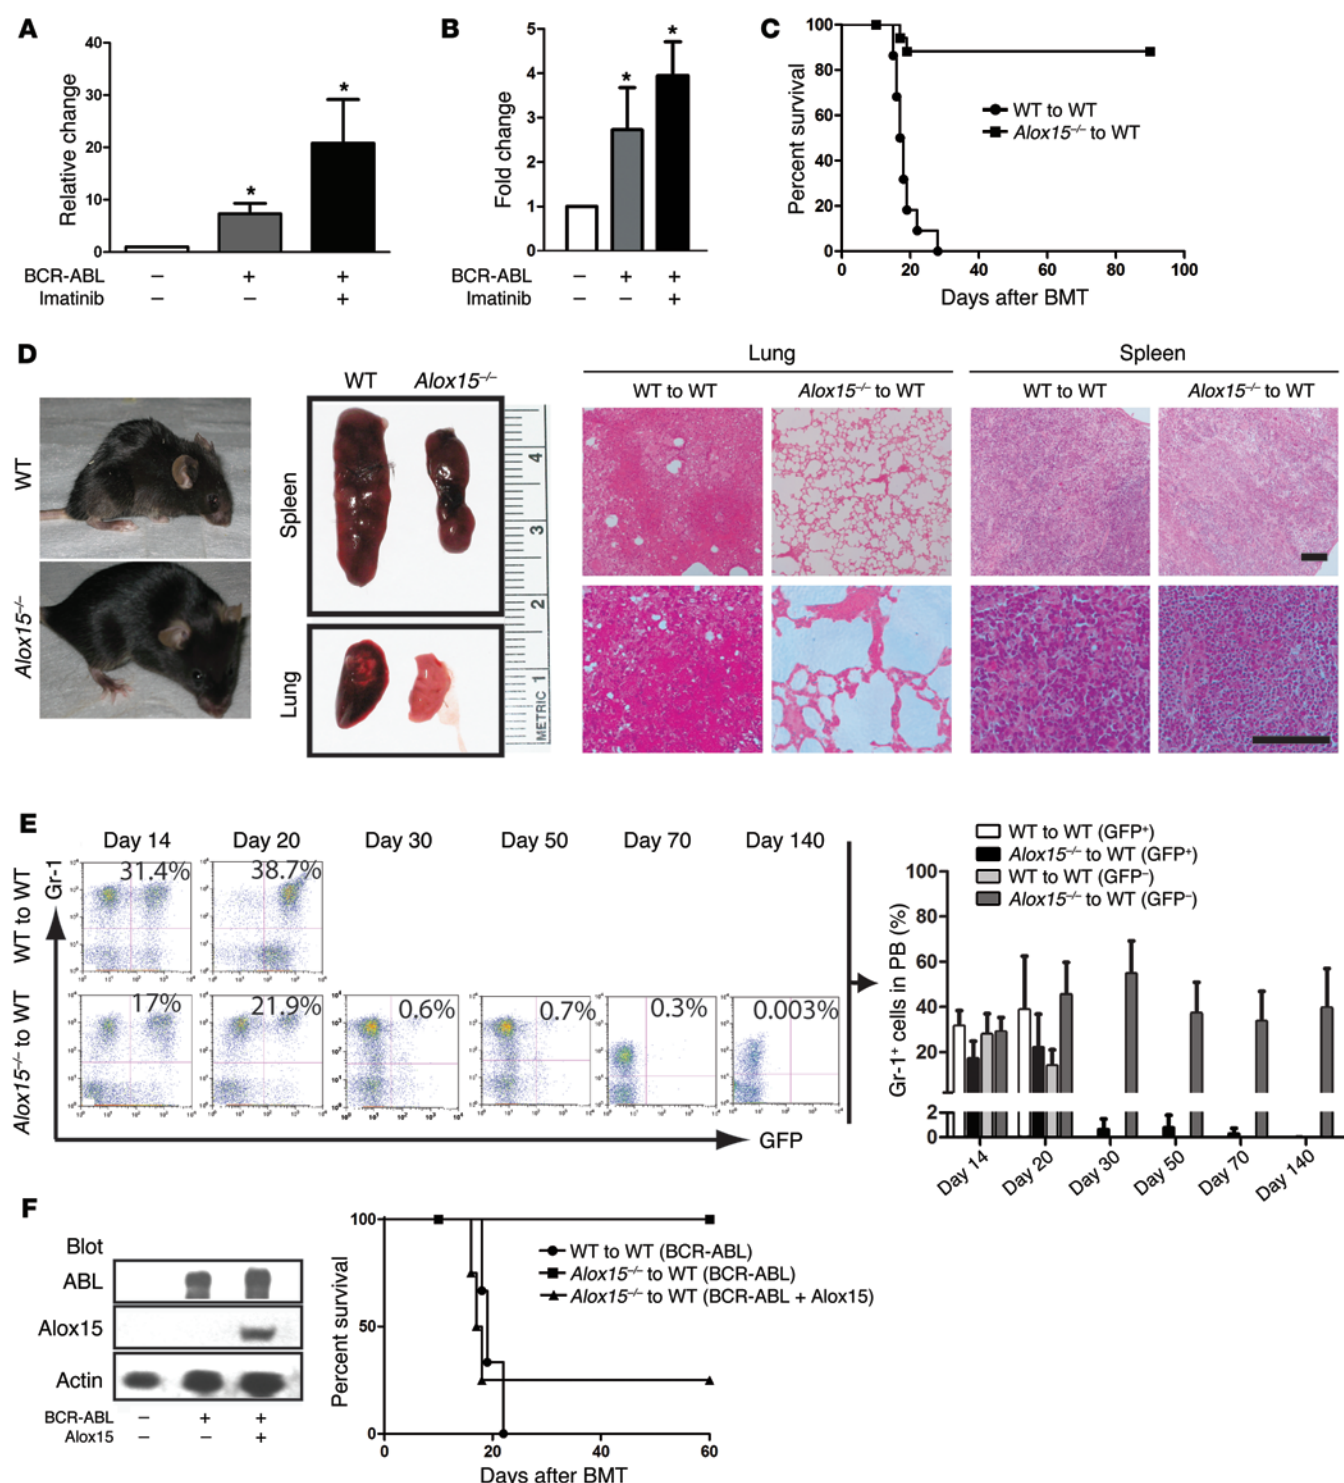 A
40
30
20
10
0
Relative change
BCR-ABL – + +
Imatinib – – +
B
5
4
3
2
1
0
Fold change
BCR-ABL – + +
Imatinib – – +
C
100
80
60
40
20
0
Percent survival
WT to WT
Alox15–/– to WT
0 20 40 60 80 100
Days after BMT
* *
* *
D
WT
Alox15–/–
WT Alox15–/–
Spleen
Lung
4
3
2
METRIC 1
Lung
WT to WT Alox15–/– to WT
Spleen
WT to WT Alox15–/– to WT
E
Day 14 Day 20 Day 30 Day 50 Day 70 Day 140
WT to WT
Gr-1
31.4% 38.7%
Alox15–/– to WT
17% 21.9% 0.6% 0.7% 0.3% 0.003%
GFP
WT to WT (GFP+)
Alox15–/– to WT (GFP+)
WT to WT (GFP–)
Alox15–/– to WT (GFP–)
100
80
60
40
20
2
0
Gr-1+ cells in PB (%)
Day 14 Day 20 Day 30 Day 50 Day 70 Day 140
F
Blot
ABL
Alox15
Actin
BCR-ABL – + +
Alox15 – – +
100
50
0
Percent survival
WT to WT (BCR-ABL)
Alox15–/– to WT (BCR-ABL)
Alox15–/– to WT (BCR-ABL + Alox15)
0 20 40 60
Days after BMT